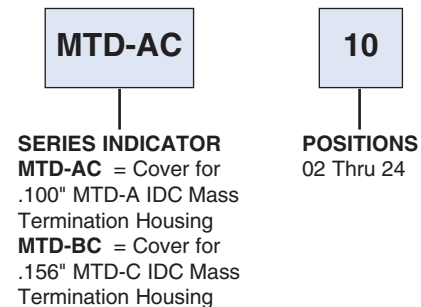 MTD-AC
10
SERIES INDICATOR
MTD-AC = Cover for
.100" MTD-A IDC Mass
Termination Housing
MTD-BC = Cover for
.156" MTD-C IDC Mass
Termination Housing
POSITIONS
02 Thru 24